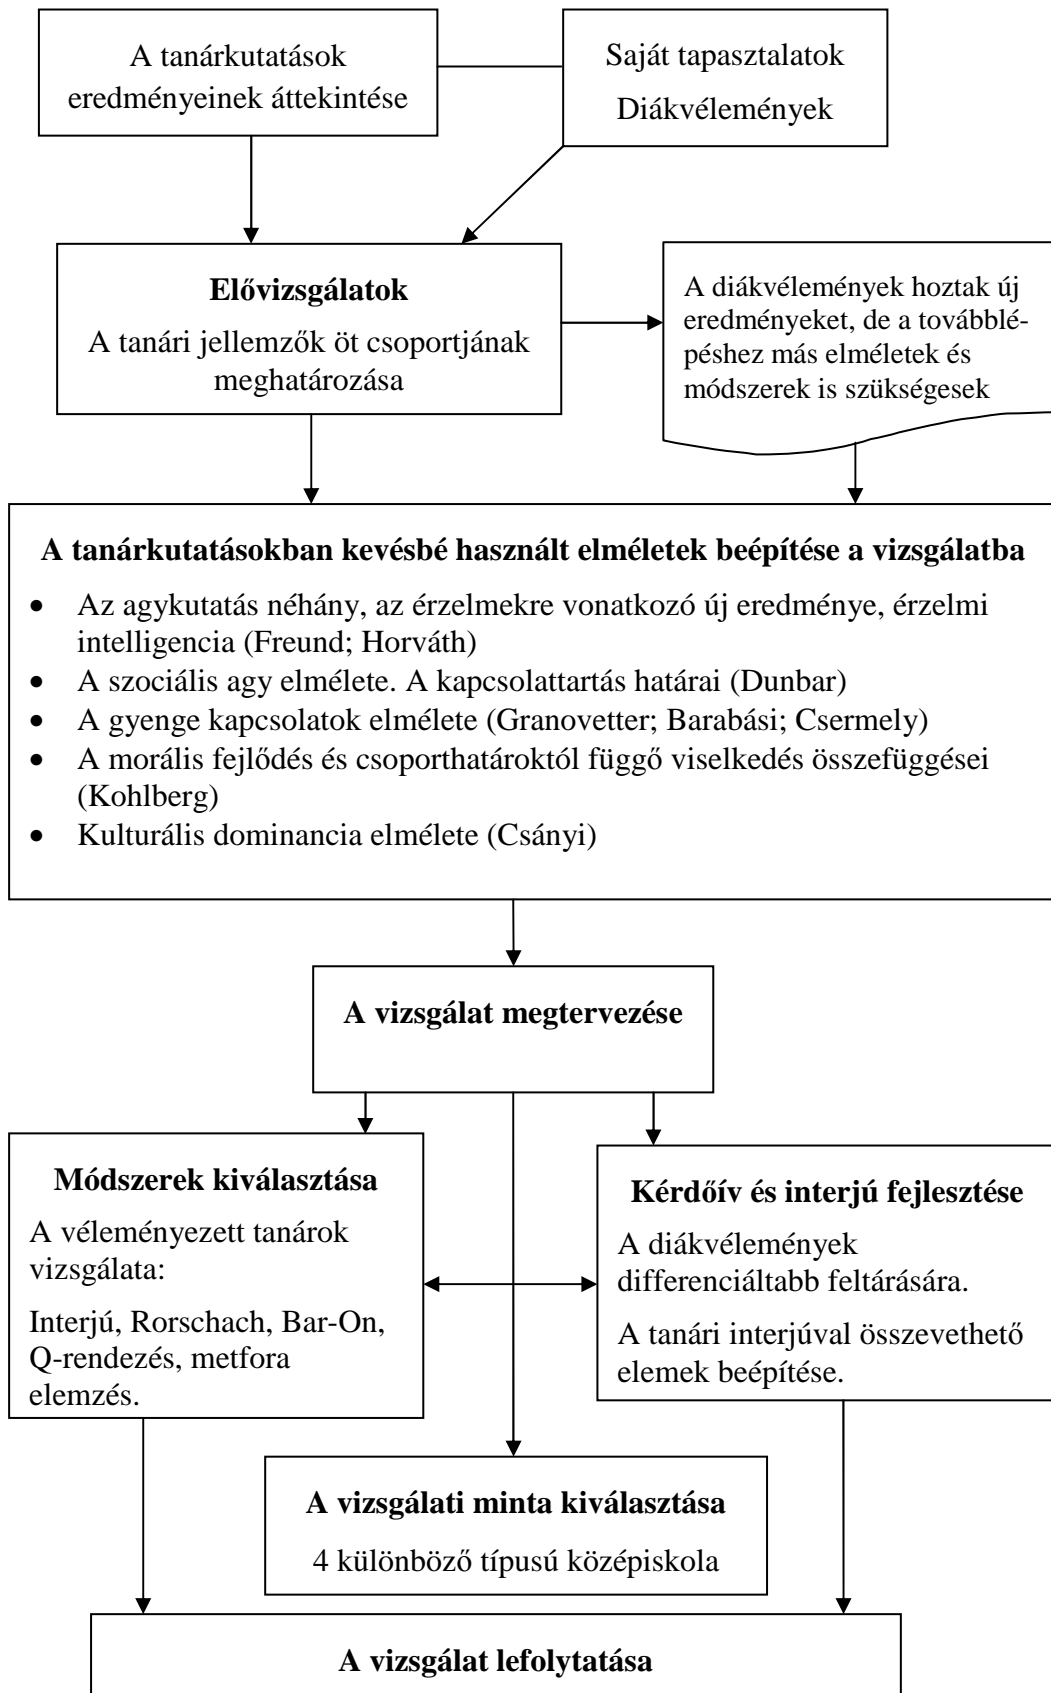 A tanárkutatások
eredményeinek áttekintése
Saját tapasztalatok
Diákvélemények
Elővizsgálatok
A tanári jellemzők öt csoportjának
meghatározása
A diákvélemények hoztak új
eredményeket, de a továbblé-
péshez más elméletek és
módszerek is szükségesek
A tanárkutatásokban kevésbé használt elméletek beépítése a vizsgálatba
• Az agykutatás néhány, az érzelmekre vonatkozó új eredménye, érzelmi
intelligencia (Freund; Horváth)
• A szociális agy elmélete. A kapcsolattartás határai (Dunbar)
• A gyenge kapcsolatok elmélete (Granovetter; Barabási; Csermely)
• A morális fejlődés és csoporthatároktól függő viselkedés összefüggései
(Kohlberg)
• Kulturális dominancia elmélete (Csányi)
A vizsgálat megtervezése
Módszerek kiválasztása
A véleményezett tanárok
vizsgálata:
Interjú, Rorschach, Bar-On,
Q-rendezés, metfora
elemzés.
Kérdőív és interjú fejlesztése
A diákvélemények
differenciáltabb feltárására.
A tanári interjúval összevethető
elemek beépítése.
A vizsgálati minta kiválasztása
4 különböző típusú középiskola
A vizsgálat lefolytatása